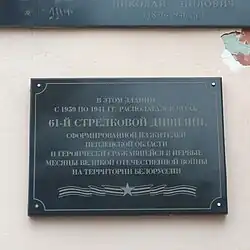 НИКОЛАЙ
В ЭТОМ ЗДАНИИ
С 1939 ПО 1941 ГГ. РАСПОЛАГАЛСЯ
61-Й СТРЕЛКОВОЙ ДИВИЗИИ,
СФОРМИРОВАННОЙ ИЗ ЖИТЕЛЕЙ
ПЕНЗЕНСКОЙ ОБЛАСТИ
И ГЕРОИЧЕСКИ СРАЖАВШЕЙСЯ В ПЕРВЫЕ
МЕСЯЦЫ ВЕЛИКОЙ ОТЕЧЕСТВЕННОЙ ВОЙНЫ
НА ТЕРРИТОРИИ БЕЛОРУССИИ